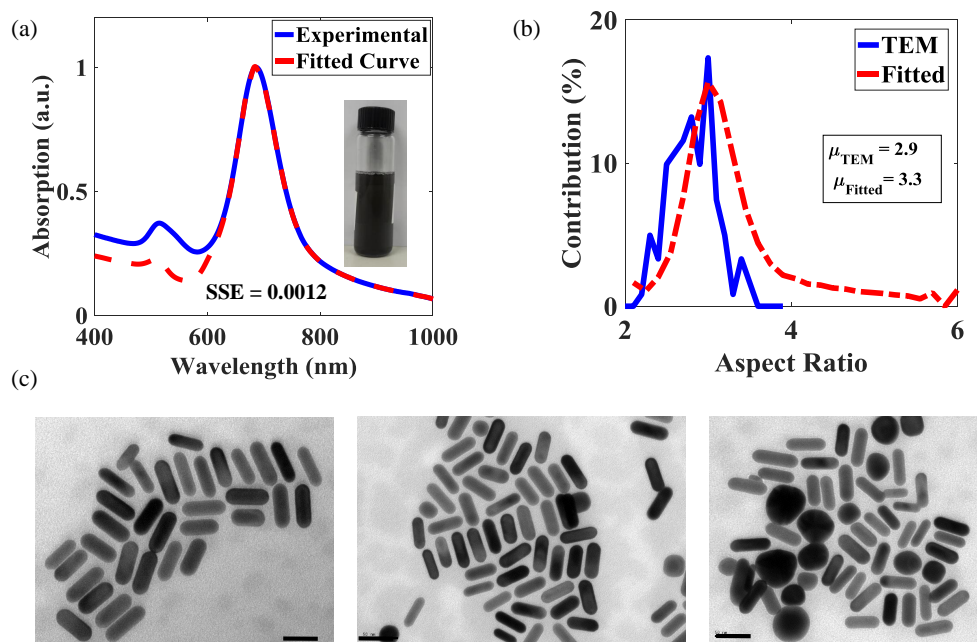 (a)
Experimental
Fitted Curve
Absorption (a.u.)
1
0.5
0
SSE = 0.0012
400
600
800
1000
Wavelength (nm)
(b)
TEM
Fitted
Contribution (%)
20
10
0
μTEM = 2.9
μFitted = 3.3
2
4
6
Aspect Ratio
(c)